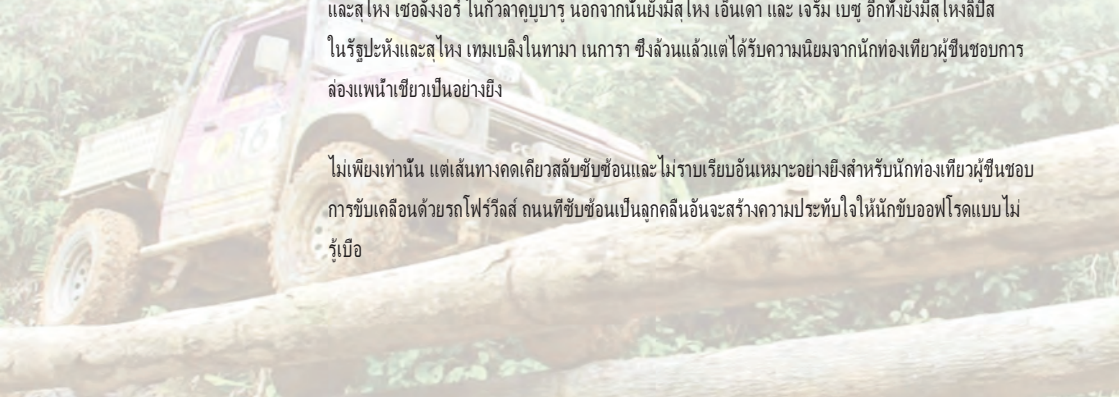 และสุไหง เซอลังงอร์ ในกัวลาคูบูบารู นอกจากนั้นยังมีสุไหง เอ็นเดา และ เจรัม เบซู อีกทั้งยังมีสุไหงลิปิส
ในรัฐปะหังและสุไหง เทมเบลิงในทามา เนการา ซึ่งล้วนแล้วแต่ได้รับความนิยมจากนักท่องเที่ยวผู้ชื่นชอบการ
ล่องแพน้ำเชี่ยวเป็นอย่างยิ่ง
ไม่เพียงเท่านั้น แต่เส้นทางคดเคี้ยวสลับซับซ้อนและไม่ราบเรียบอันเหมาะอย่างยิ่งสำหรับนักท่องเที่ยวผู้ชื่นชอบ
การขับเคลื่อนด้วยรถโฟร์วีลส์ ถนนที่ซับซ้อนเป็นลูกคลื่นอันจะสร้างความประทับใจให้นักขับออฟโรดแบบไม่
รู้เบื่อ
16